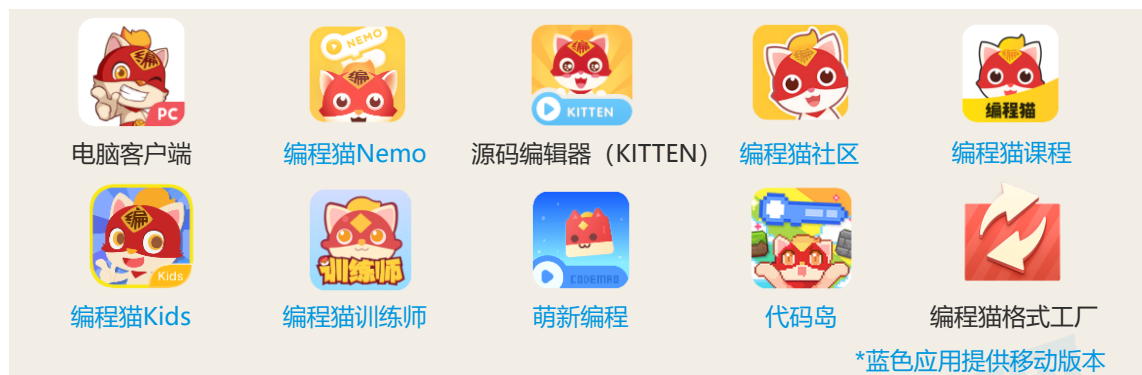 编
PC
NEMO
编
编
KITTEN
编
编程猫
电脑客户端
编程猫Nemo
源码编辑器（KITTEN）
编程猫社区
编程猫课程
编
Kids
训练师
CODEMAO
编程猫Kids
编程猫训练师
萌新编程
代码岛
编程猫格式工厂
*蓝色应用提供移动版本